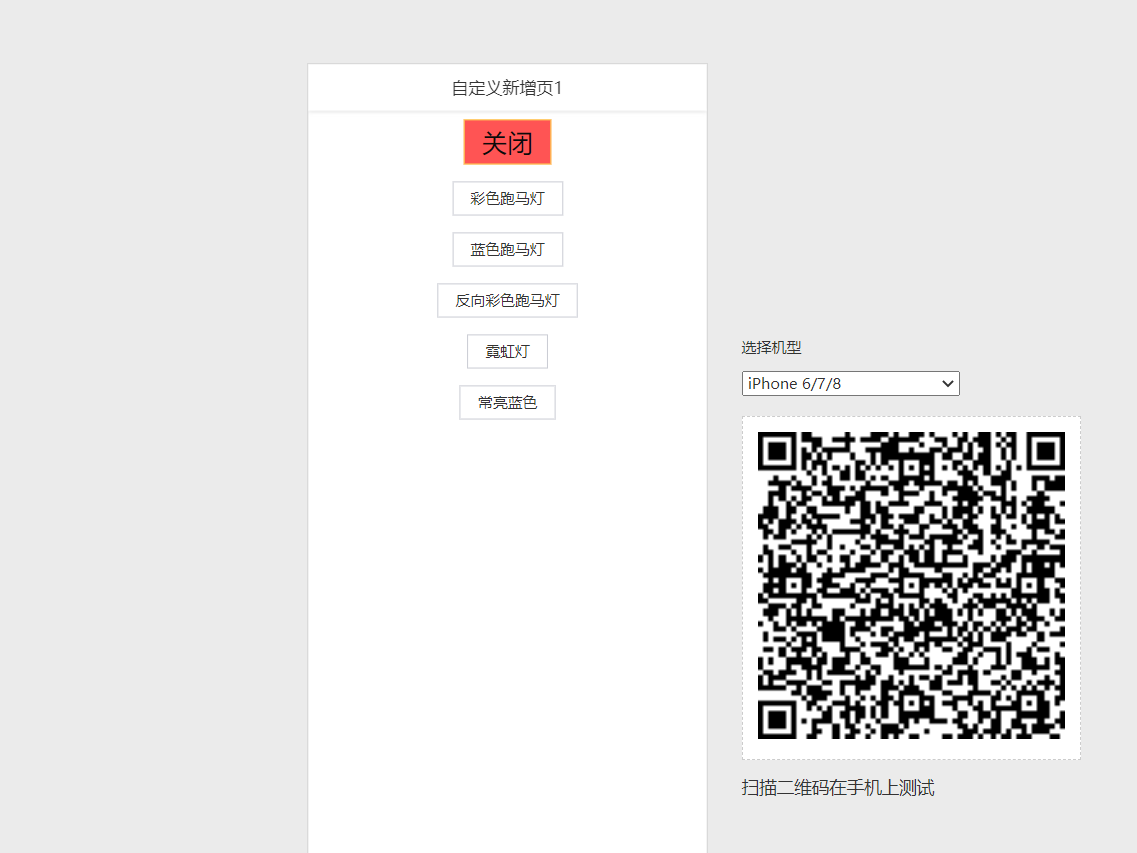 自定义新增页1
关闭
彩色跑马灯
蓝色跑马灯
反向彩色跑马灯
霓虹灯
常亮蓝色
选择机型
iPhone 6/7/8
扫描二维码在手机上测试